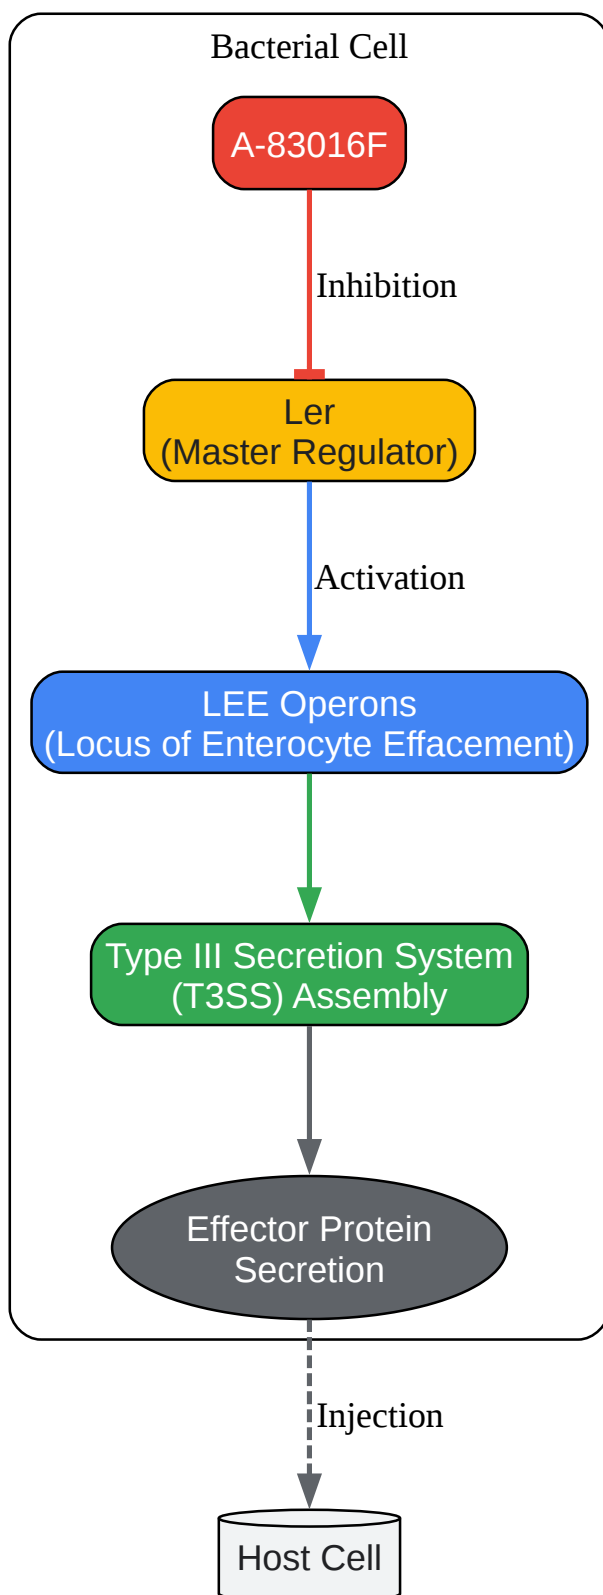 Bacterial Cell
A-83016F
Inhibition
Ler
(Master Regulator)
Activation
LEE Operons
(Locus of Enterocyte Effacement)
Type III Secretion System
(T3SS) Assembly
Effector Protein
Secretion
Injection
Host Cell